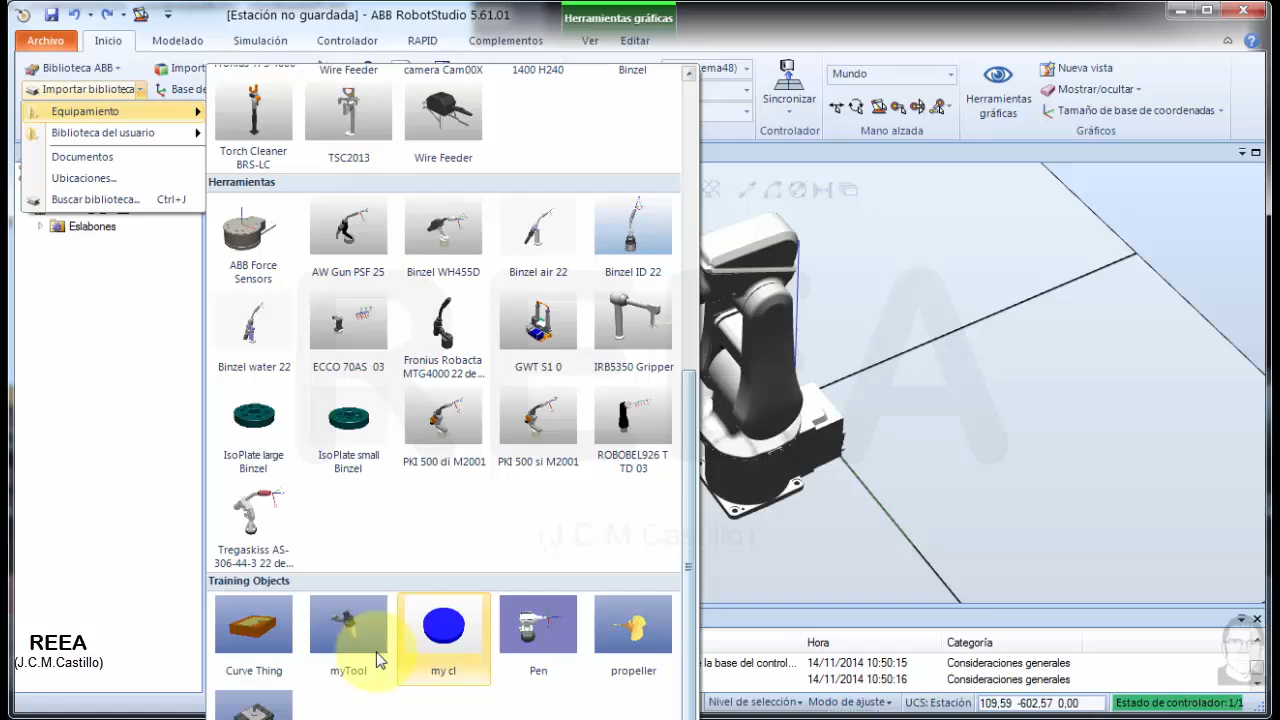 [Estación no guardada] - ABB RobotStudio 5.61.01
Herramientas gráficas
Archivo Inicio Modelado Simulación Controlador RAPID Complementos Ver Editar
Biblioteca ABB
Importar biblioteca
Equipamiento
Biblioteca del usuario
Documentos
Ubicaciones...
Buscar biblioteca... Ctrl+J
Eslabones
Sincronizar
Controlador
Mundo
Mano alzada
Herramientas
gráficas
Nueva vista
Mostrar/ocultar
Tamaño de base de coordenadas
Gráficos
Wire Feeder
camera Cam00X
1400 H240
Binzel
Torch Cleaner
BRS-LC
TSC2013
Wire Feeder
Herramientas
ABB Force
Sensors
AW Gun PSF 25
Binzel WH455D
Binzel air 22
Binzel ID 22
Binzel water 22
ECCO 70AS 03
Fronius Robacta
MTG4000 22 de...
GWT S1 0
IRB5350 Gripper
IsoPlate large
Binzel
IsoPlate small
Binzel
PKI 500 di M2001
PKI 500 si M2001
ROBOBEL926 T
TD 03
Tregaskiss AS-
306-44-3 22 de...
Training Objects
Curve Thing
myTool
my cl
Pen
propeller
REEA
(J.C.M.Castillo)
REEA
(J C M Castillo)
Hora Categoría
e la base del control... 14/11/2014 10:50:15 Consideraciones generales
14/11/2014 10:50:16 Consideraciones generales
Nivel de selección Modo de ajuste UCS: Estación 109,59 -602,57 0,00 Estado de controlador: 1/1